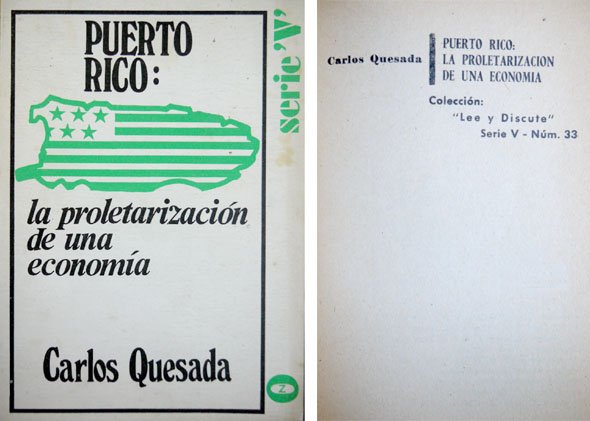 PUERTO
RICO:
la proletarización
de una
economía
Carlos Quesada
serie 'V'
Z
Carlos Quesada
PUERTO RICO:
LA PROLETARIZACION
DE UNA ECONOMIA
Colección:
"Lee y Discute"
Serie V - Núm. 33